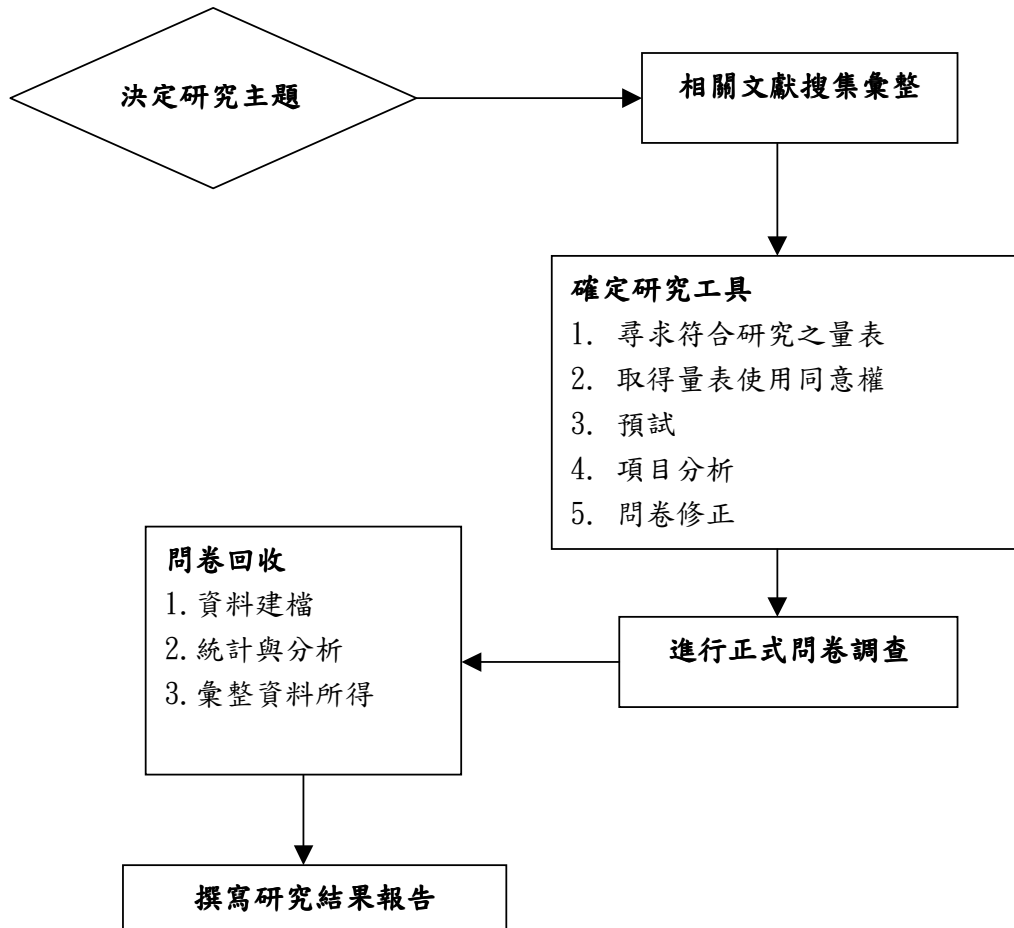 決定研究主題
相關文獻搜集彙整
確定研究工具
1. 尋求符合研究之量表
2. 取得量表使用同意權
3. 預試
4. 項目分析
5. 問卷修正
進行正式問卷調查
問卷回收
1. 資料建檔
2. 統計與分析
3. 彙整資料所得
撰寫研究結果報告